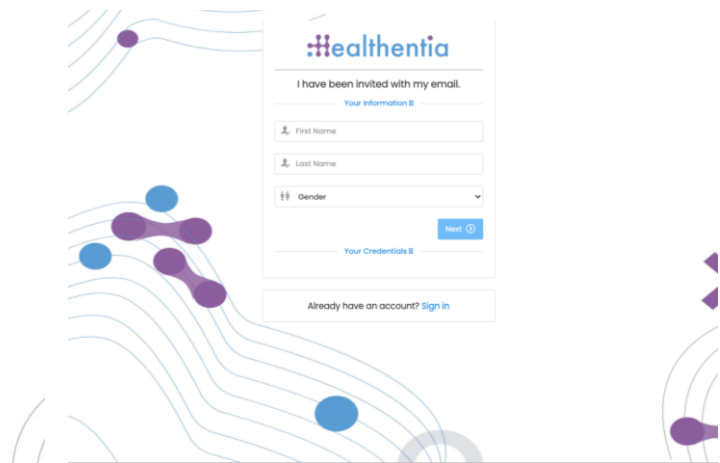 Healthentia
I have been invited with my email.
Your Information
First Name
Last Name
Gender
Next
Your Credentials
Already have an account? Sign in